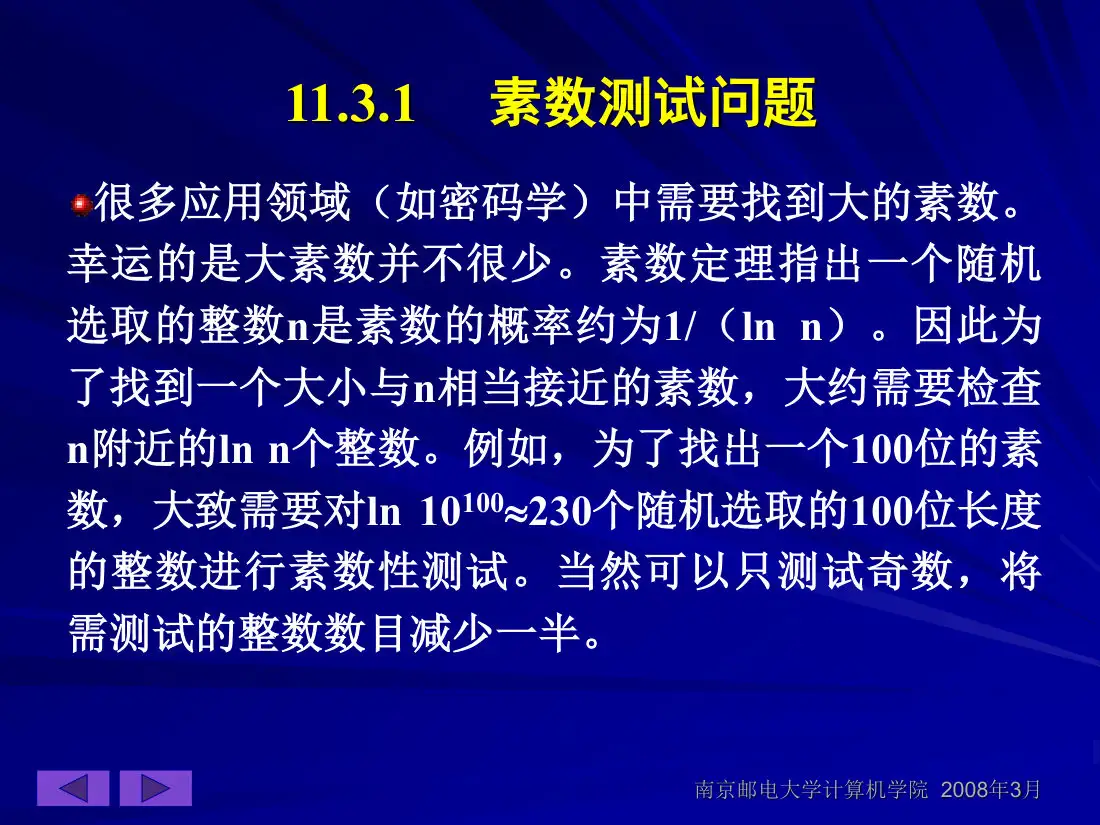 11.3.1 素数测试问题
很多应用领域（如密码学）中需要找到大的素数。
幸运的是大素数并不很少。素数定理指出一个随机
选取的整数n是素数的概率约为1/（ln n）。因此为
了找到一个大小与n相当接近的素数，大约需要检查
n附近的ln n个整数。例如，为了找出一个100位的素
数，大致需要对ln 10¹⁰⁰≈230个随机选取的100位长度
的整数进行素数性测试。当然可以只测试奇数，将
需测试的整数数目减少一半。
南京邮电大学计算机学院 2008年3月